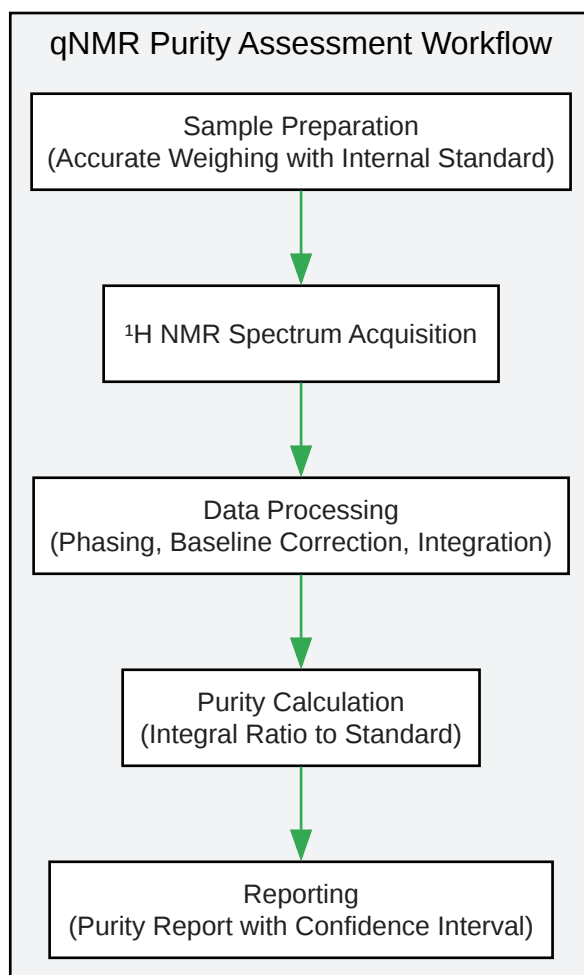 qNMR Purity Assessment Workflow
Sample Preparation
(Accurate Weighing with Internal Standard)
¹H NMR Spectrum Acquisition
Data Processing
(Phasing, Baseline Correction, Integration)
Purity Calculation
(Integral Ratio to Standard)
Reporting
(Purity Report with Confidence Interval)